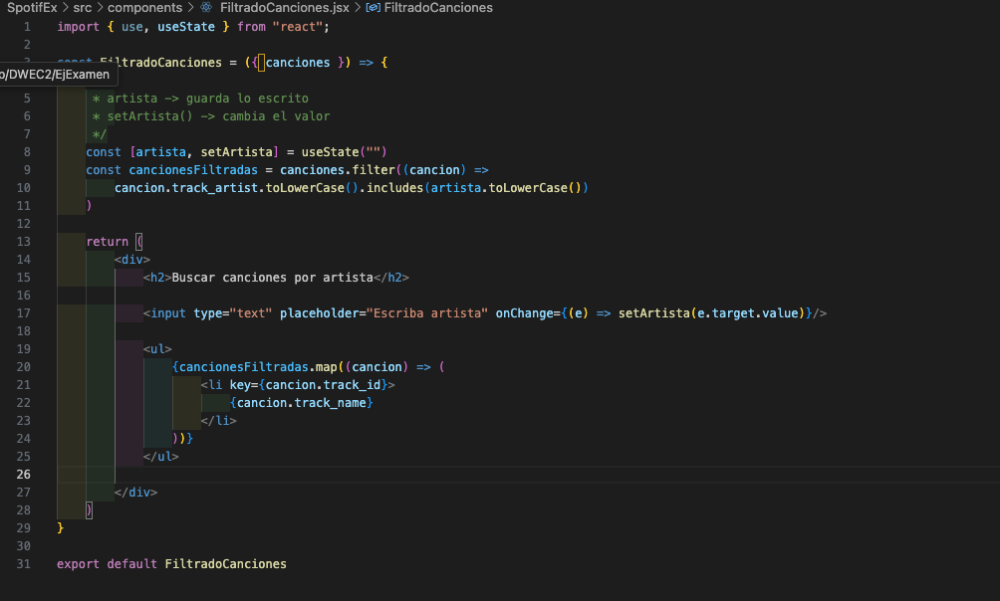 SpotifEx > src > components > FiltradoCanciones.jsx > FiltradoCanciones
1 import { use, useState } from "react";
2
3 const FiltradoCanciones = ({ canciones }) => {
o/DWEC2/EjExamen
5 * artista -> guarda lo escrito
6 * setArtista() -> cambia el valor
7 */
8 const [artista, setArtista] = useState("")
9 const cancionesFiltradas = canciones.filter((cancion) =>
10 cancion.track_artist.toLowerCase().includes(artista.toLowerCase())
11 )
12
13 return (
14 <div>
15 <h2>Buscar canciones por artista</h2>
16
17 <input type="text" placeholder="Escriba artista" onChange={(e) => setArtista(e.target.value)}/>
18
19 <ul>
20 {cancionesFiltradas.map((cancion) => (
21 <li key={cancion.track_id}>
22 {cancion.track_name}
23 </li>
24 ))}
25 </ul>
26
27 </div>
28 )
29 }
30
31 export default FiltradoCanciones